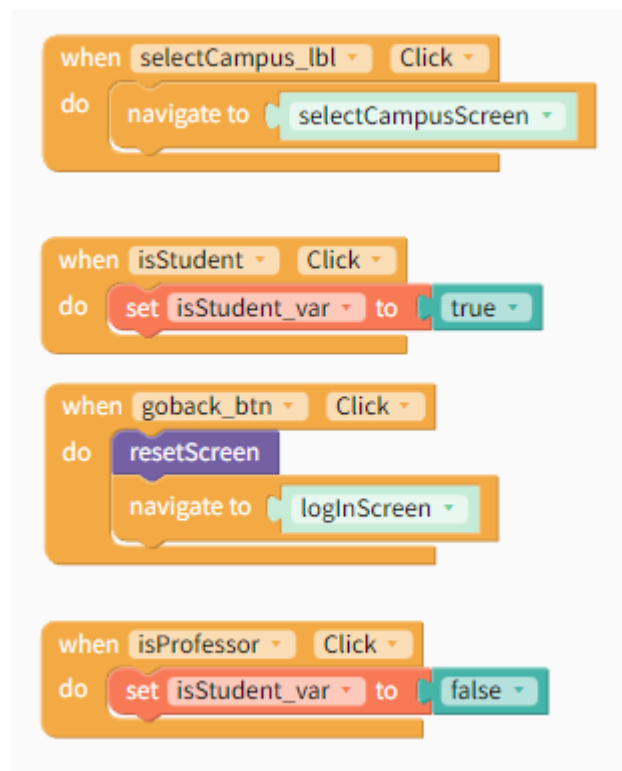 when selectCampus_lbl Click
do navigate to selectCampusScreen
when isStudent Click
do set isStudent_var to true
when goback_btn Click
do resetScreen
navigate to logInScreen
when isProfessor Click
do set isStudent_var to false